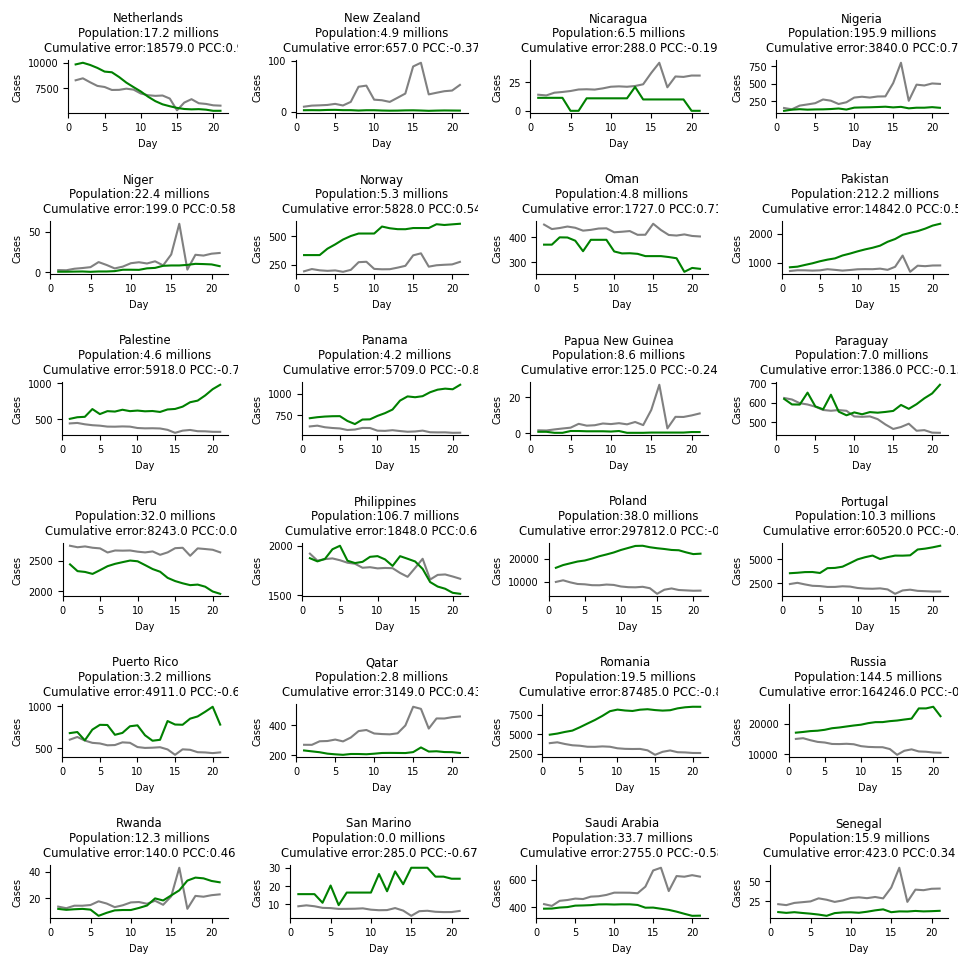 Netherlands
Population:17.2 millions
Cumulative error:18579.0 PCC:0.
10000
7500
Cases
0 5 10 15 20
Day
New Zealand
Population:4.9 millions
Cumulative error:657.0 PCC:-0.37
100
0
Cases
0 5 10 15 20
Day
Nicaragua
Population:6.5 millions
Cumulative error:288.0 PCC:-0.19
25
0
Cases
0 5 10 15 20
Day
Nigeria
Population:195.9 millions
Cumulative error:3840.0 PCC:0.7
750
500
250
Cases
0 5 10 15 20
Day
Niger
Population:22.4 millions
Cumulative error:199.0 PCC:0.58
50
0
Cases
0 5 10 15 20
Day
Norway
Population:5.3 millions
Cumulative error:5828.0 PCC:0.54
500
250
Cases
0 5 10 15 20
Day
Oman
Population:4.8 millions
Cumulative error:1727.0 PCC:0.71
400
300
Cases
0 5 10 15 20
Day
Pakistan
Population:212.2 millions
Cumulative error:14842.0 PCC:0.5
2000
1000
Cases
0 5 10 15 20
Day
Palestine
Population:4.6 millions
Cumulative error:5918.0 PCC:-0.7
1000
500
Cases
0 5 10 15 20
Day
Panama
Population:4.2 millions
Cumulative error:5709.0 PCC:-0.8
1000
750
Cases
0 5 10 15 20
Day
Papua New Guinea
Population:8.6 millions
Cumulative error:125.0 PCC:-0.24
20
0
Cases
0 5 10 15 20
Day
Paraguay
Population:7.0 millions
Cumulative error:1386.0 PCC:-0.1
700
600
500
Cases
0 5 10 15 20
Day
Peru
Population:32.0 millions
Cumulative error:8243.0 PCC:0.0
2500
2000
Cases
0 5 10 15 20
Day
Philippines
Population:106.7 millions
Cumulative error:1848.0 PCC:0.6
2000
1500
Cases
0 5 10 15 20
Day
Poland
Population:38.0 millions
Cumulative error:297812.0 PCC:-0
20000
10000
Cases
0 5 10 15 20
Day
Portugal
Population:10.3 millions
Cumulative error:60520.0 PCC:-0.
5000
2500
Cases
0 5 10 15 20
Day
Puerto Rico
Population:3.2 millions
Cumulative error:4911.0 PCC:-0.6
1000
500
Cases
0 5 10 15 20
Day
Qatar
Population:2.8 millions
Cumulative error:3149.0 PCC:0.43
400
200
Cases
0 5 10 15 20
Day
Romania
Population:19.5 millions
Cumulative error:87485.0 PCC:-0.8
7500
5000
2500
Cases
0 5 10 15 20
Day
Russia
Population:144.5 millions
Cumulative error:164246.0 PCC:-0
20000
10000
Cases
0 5 10 15 20
Day
Rwanda
Population:12.3 millions
Cumulative error:140.0 PCC:0.46
40
20
Cases
0 5 10 15 20
Day
San Marino
Population:0.0 millions
Cumulative error:285.0 PCC:-0.67
30
20
10
Cases
0 5 10 15 20
Day
Saudi Arabia
Population:33.7 millions
Cumulative error:2755.0 PCC:-0.5
600
400
Cases
0 5 10 15 20
Day
Senegal
Population:15.9 millions
Cumulative error:423.0 PCC:0.34
50
25
Cases
0 5 10 15 20
Day